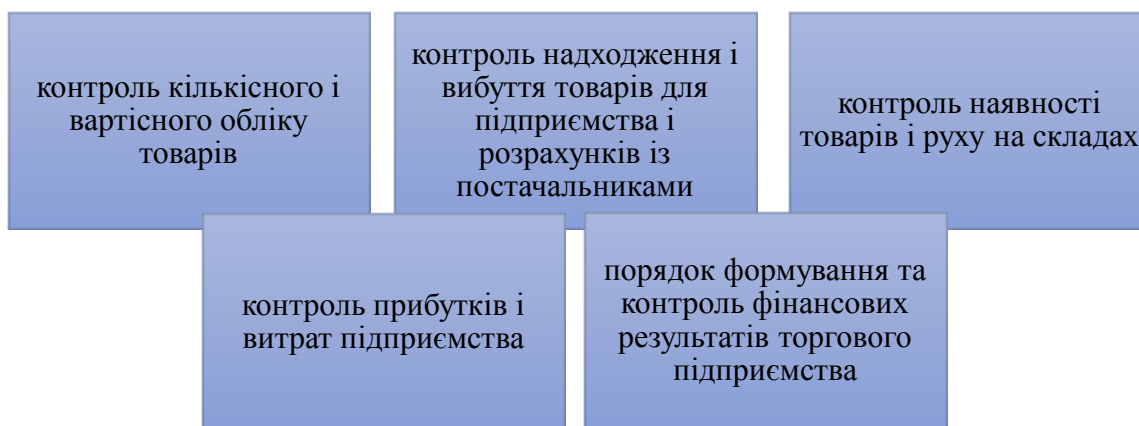 контроль кількісного і
вартісного обліку
товарів
контроль надходження і
вибуття товарів для
підприємства і
розрахунків із
постачальниками
контроль наявності
товарів і руху на складах
контроль прибутків і
витрат підприємства
порядок формування та
контроль фінансових
результатів торгового
підприємства